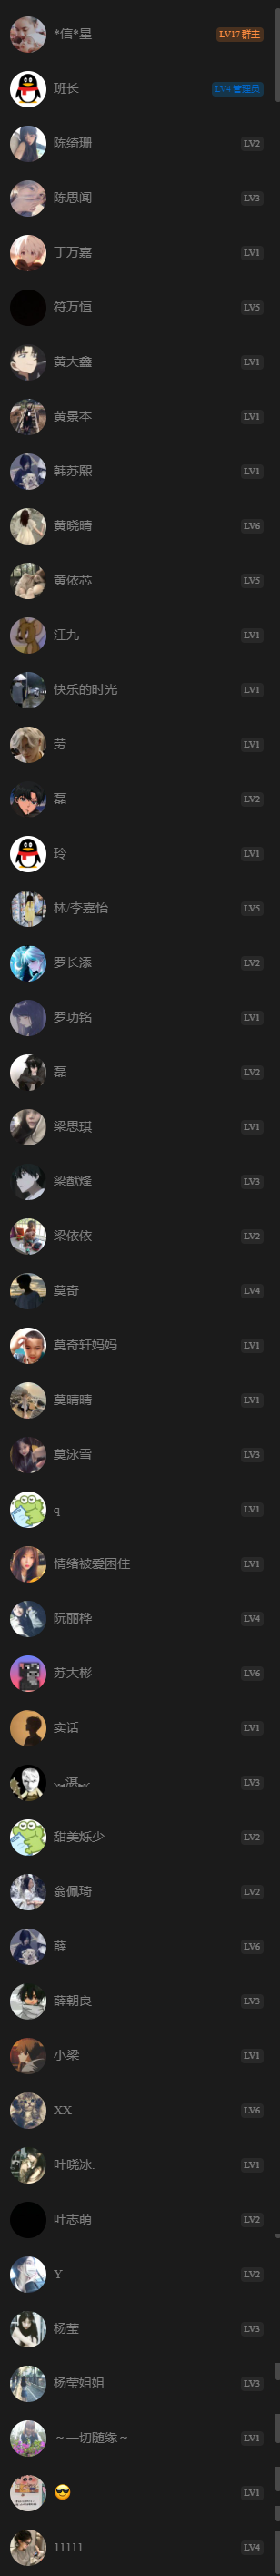 *信*星 LV17 群主
班长 LV4 管理员
陈绮珊 LV2
陈思闻 LV3
丁万嘉 LV1
符万恒 LV5
黄大鑫 LV1
黄景本 LV1
韩苏熙 LV1
黄晓晴 LV6
黄依芯 LV5
江九 LV1
快乐的时光 LV1
劳 LV1
磊 LV2
玲 LV1
林/李嘉怡 LV5
罗长添 LV2
罗功铭 LV1
磊 LV2
梁思琪 LV1
梁猷烽 LV3
梁依依 LV2
莫奇 LV4
莫奇轩妈妈 LV1
莫晴晴 LV1
莫泳雪 LV3
q LV1
情绪被爱困住 LV1
阮丽桦 LV4
苏大彬 LV6
实话 LV1
湛 LV3
甜美烁少 LV2
翁佩琦 LV2
薛 LV6
薛朝良 LV3
小梁 LV1
XX LV6
叶晓冰. LV1
叶志萌 LV2
Y LV2
杨莹 LV3
杨莹姐姐 LV3
～一切随缘～ LV1
😎 LV1
11111 LV4